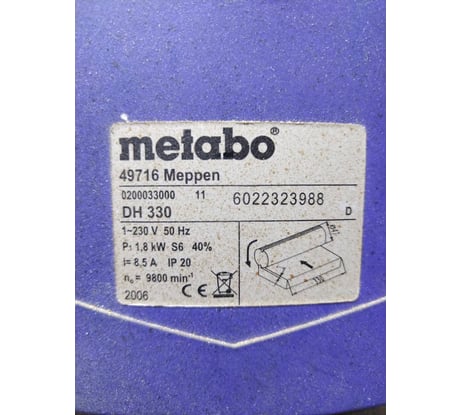 metabo®
49716 Meppen
0200033000 11 6022323988
DH 330 D
1~230 V 50 Hz
P₁ 1,8 kW S6 40%
I= 8,5 A IP 20
n₀ = 9800 min⁻¹
2006 CE